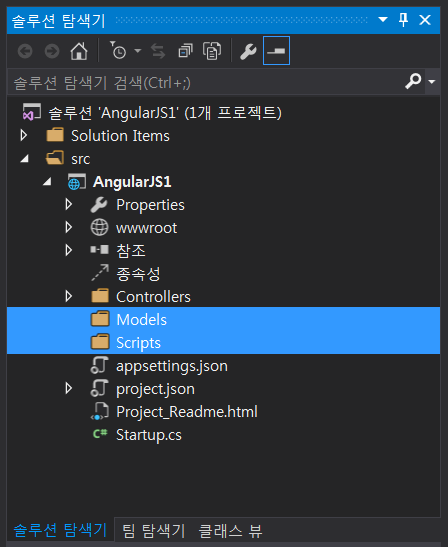 솔루션 탐색기
솔루션 탐색기 검색(Ctrl+;)
솔루션 'AngularJS1' (1개 프로젝트)
Solution Items
src
AngularJS1
Properties
wwwroot
참조
종속성
Controllers
Models
Scripts
appsettings.json
project.json
Project_Readme.html
C# Startup.cs
솔루션 탐색기 팀 탐색기 클래스 뷰